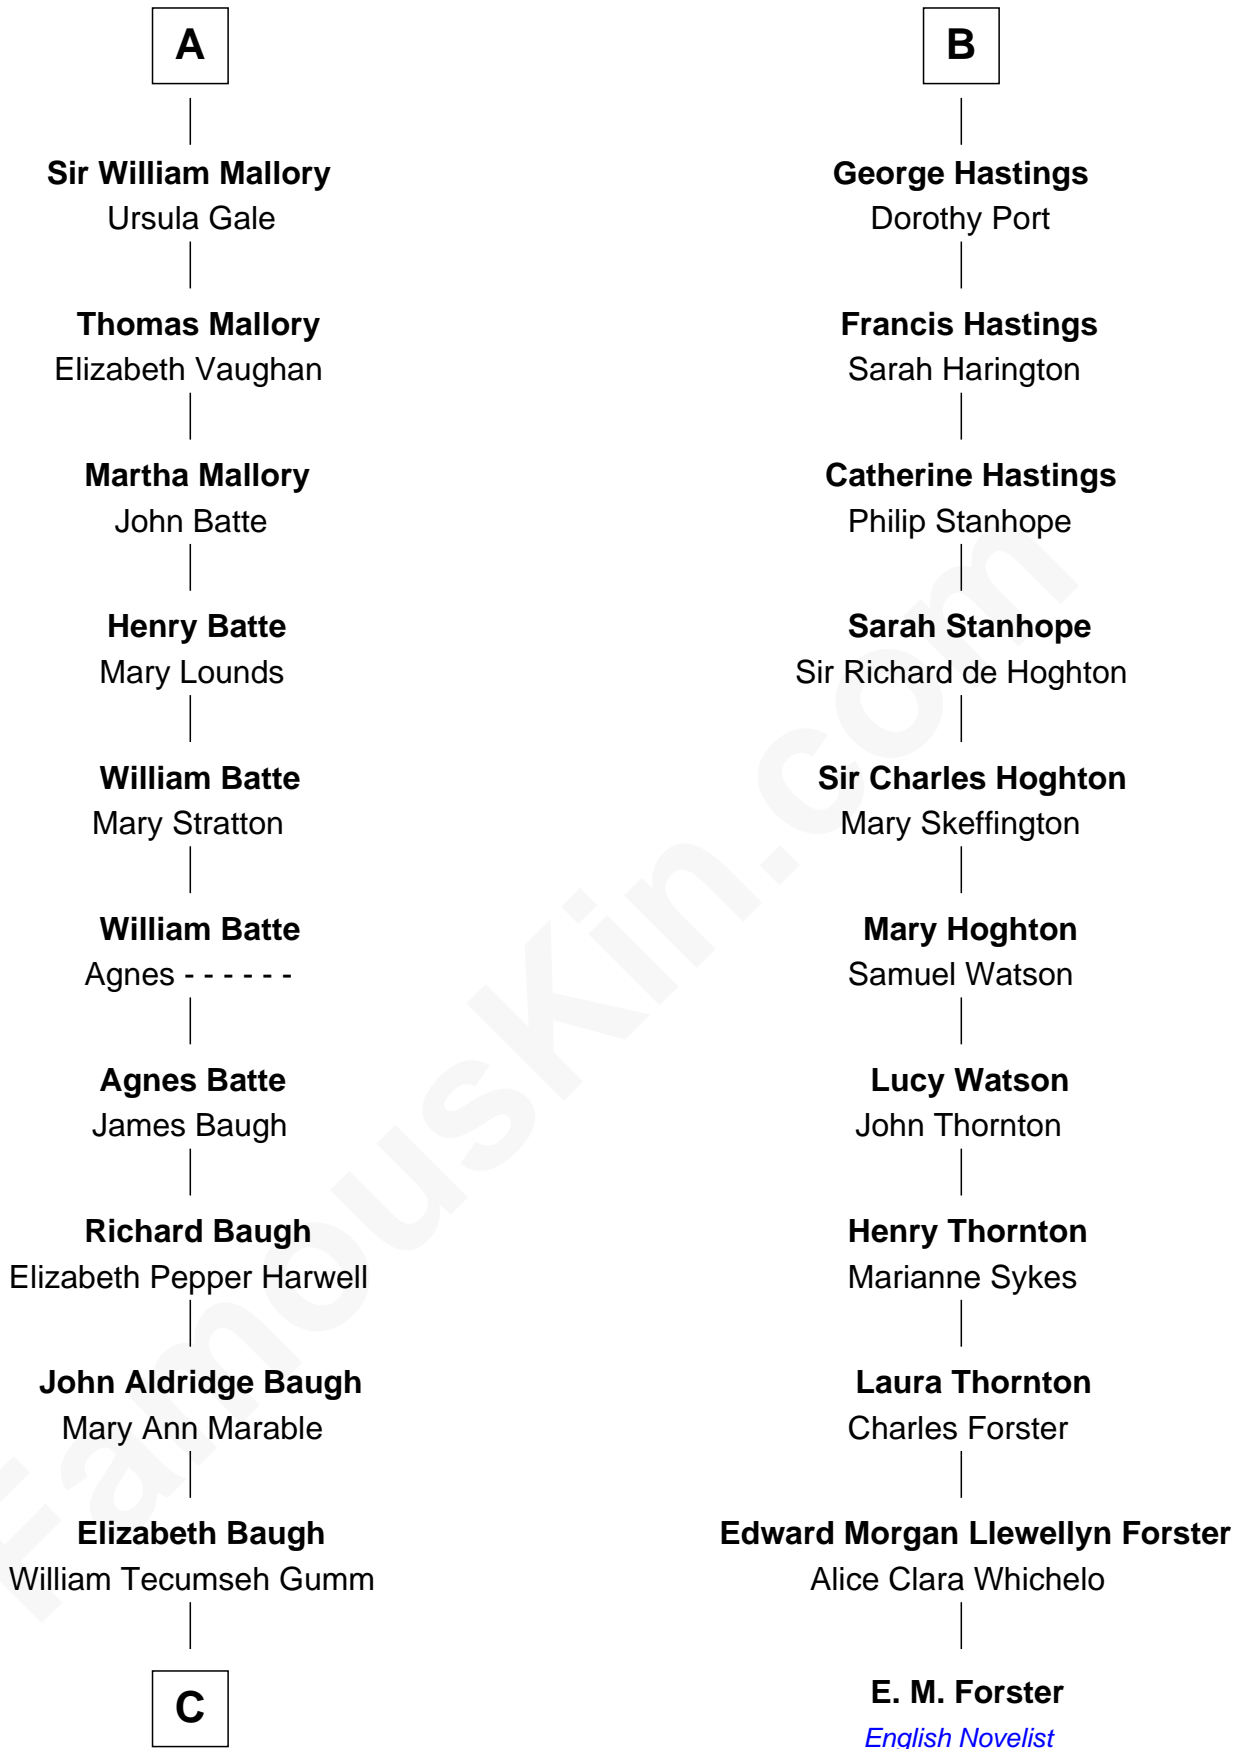 A
Sir William Mallory
Ursula Gale
Thomas Mallory
Elizabeth Vaughan
Martha Mallory
John Batte
Henry Batte
Mary Lounds
William Batte
Mary Stratton
William Batte
Agnes - - - - - -
Agnes Batte
James Baugh
Richard Baugh
Elizabeth Pepper Harwell
John Aldridge Baugh
Mary Ann Marable
Elizabeth Baugh
William Tecumseh Gumm
C
B
George Hastings
Dorothy Port
Francis Hastings
Sarah Harington
Catherine Hastings
Philip Stanhope
Sarah Stanhope
Sir Richard de Hoghton
Sir Charles Hoghton
Mary Skeffington
Mary Hoghton
Samuel Watson
Lucy Watson
John Thornton
Henry Thornton
Marianne Sykes
Laura Thornton
Charles Forster
Edward Morgan Llewellyn Forster
Alice Clara Whichelo
E. M. Forster
English Novelist
FamousKin.com